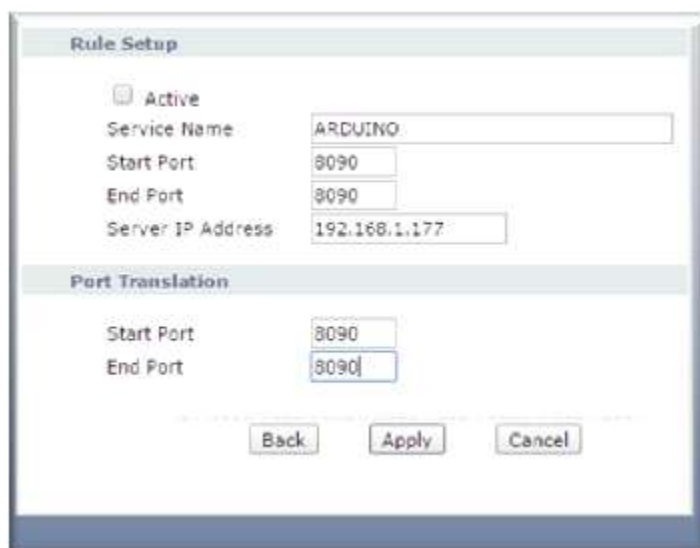 Rule Setup
Active
Service Name ARDUINO
Start Port 8090
End Port 8090
Server IP Address 192.168.1.177
Port Translation
Start Port 8090
End Port 8090
Back Apply Cancel